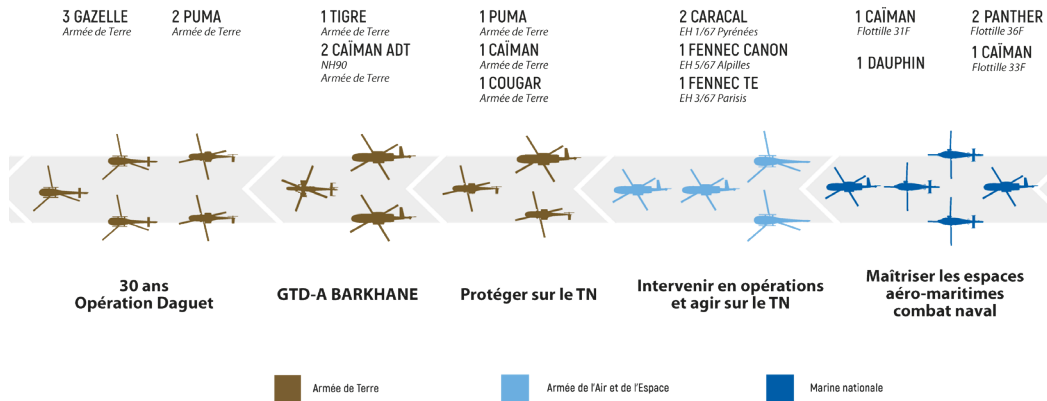 3 GAZELLE
Armée de Terre
2 PUMA
Armée de Terre
1 TIGRE
Armée de Terre
2 CAÏMAN ADT
NH90
Armée de Terre
1 PUMA
Armée de Terre
1 CAÏMAN
Armée de Terre
1 COUGAR
Armée de Terre
2 CARACAL
EH 1/67 Pyrénées
1 FENNEC CANON
EH 5/67 Alpilles
1 FENNEC TE
EH 3/67 Parisis
1 CAÏMAN
Flottille 31F
1 DAUPHIN
2 PANTHER
Flottille 36F
1 CAÏMAN
Flottille 33F
30 ans
Opération Daguet
GTD-A BARKHANE
Protéger sur le TN
Intervenir en opérations
et agir sur le TN
Maîtriser les espaces
aéro-maritimes
combat naval
Armée de Terre
Armée de l'Air et de l'Espace
Marine nationale